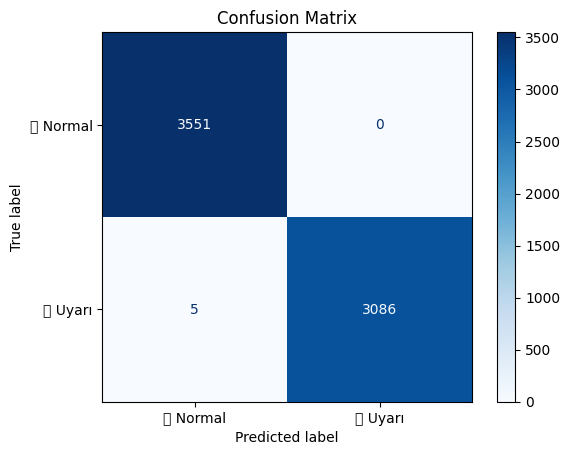 Confusion Matrix
True label
Normal
3551
0
Uyarı
5
3086
Normal
Uyarı
Predicted label
3500
3000
2500
2000
1500
1000
500
0